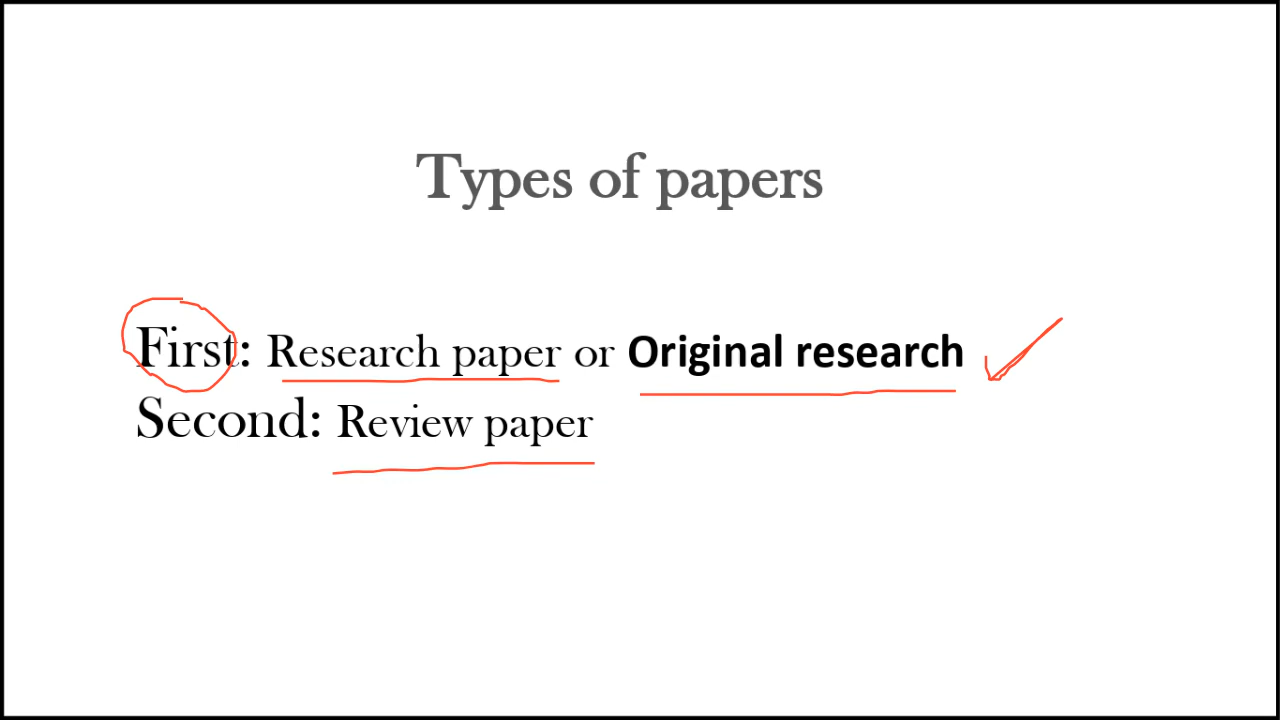 Types of papers
First: Research paper or Original research
Second: Review paper